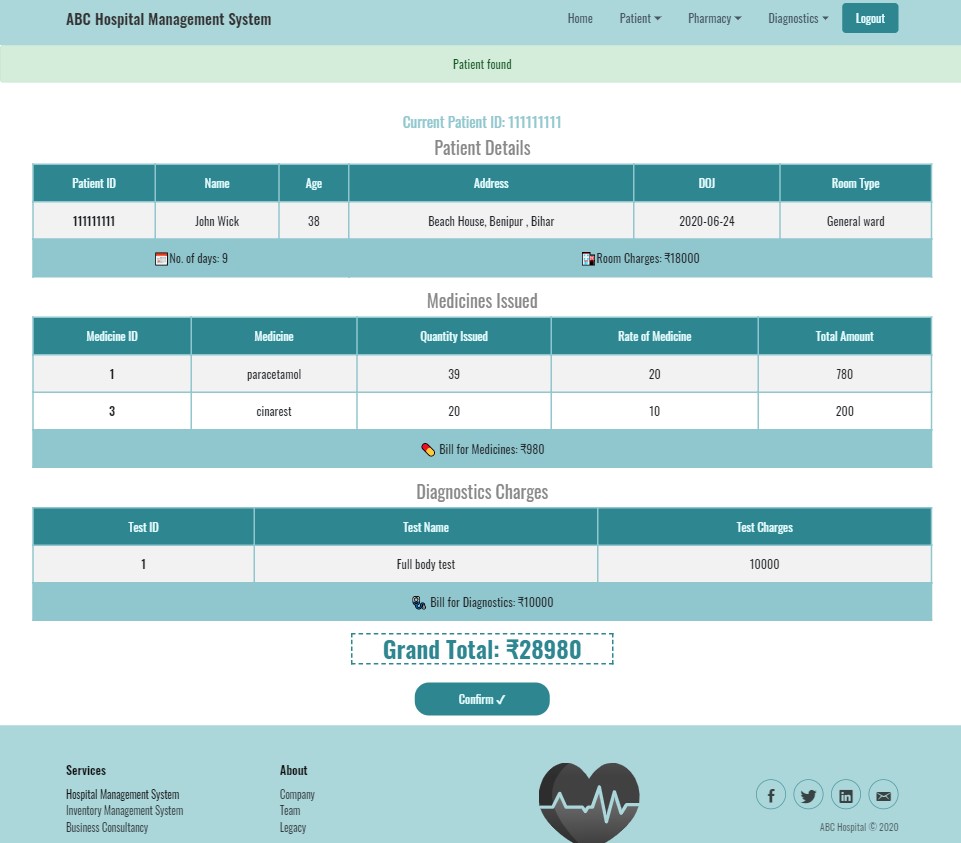 ABC Hospital Management System Home Patient Pharmacy Diagnostics Logout
Patient found
Current Patient ID: 111111111
Patient Details
Patient ID Name Age Address DOJ Room Type
111111111 John Wick 38 Beach House, Benipur , Bihar 2020-06-24 General ward
No. of days: 9 Room Charges: ₹18000
Medicines Issued
Medicine ID Medicine Quantity Issued Rate of Medicine Total Amount
1 paracetamol 39 20 780
3 cinarest 20 10 200
Bill for Medicines: ₹980
Diagnostics Charges
Test ID Test Name Test Charges
1 Full body test 10000
Bill for Diagnostics: ₹10000
Grand Total: ₹28980
Confirm ✓
Services About
Hospital Management System Company
Inventory Management System Team
Business Consultancy Legacy ABC Hospital © 2020